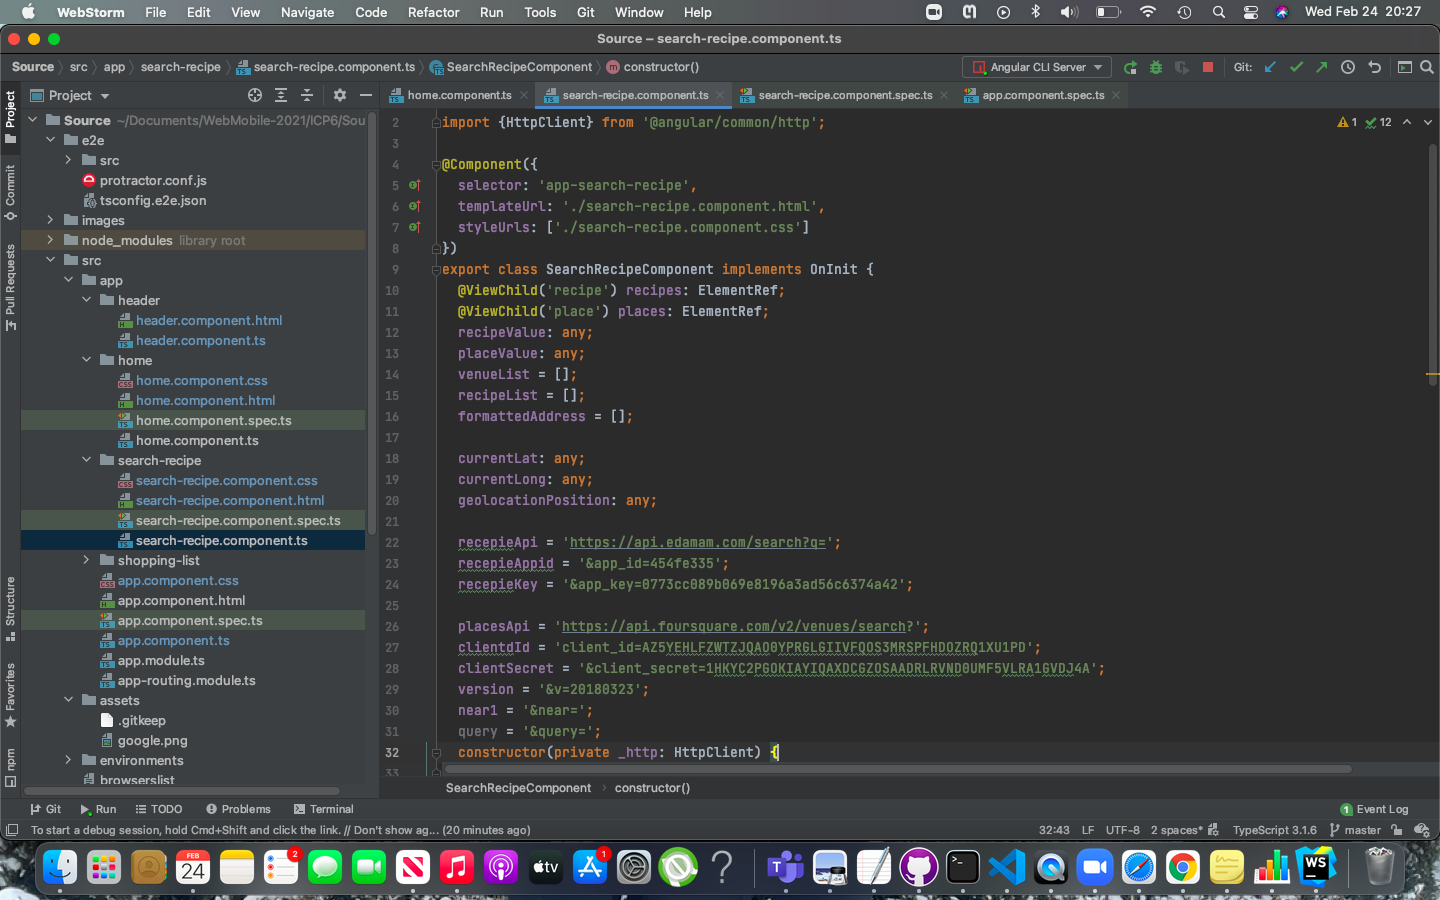 WebStorm File Edit View Navigate Code Refactor Run Tools Git Window Help Wed Feb 24 20:27
Source – search-recipe.component.ts
Source src app search-recipe search-recipe.component.ts SearchRecipeComponent constructor() Angular CLI Server Git:
Project home.component.ts search-recipe.component.ts search-recipe.component.spec.ts app.component.spec.ts
Project
Commit
Pull Requests
Structure
Favorites
npm
Source ~/Documents/WebMobile-2021/ICP6/Sou
e2e
src
protractor.conf.js
tsconfig.e2e.json
images
node_modules library root
src
app
header
header.component.html
header.component.ts
home
home.component.css
home.component.html
home.component.spec.ts
home.component.ts
search-recipe
search-recipe.component.css
search-recipe.component.html
search-recipe.component.spec.ts
search-recipe.component.ts
shopping-list
app.component.css
app.component.html
app.component.spec.ts
app.component.ts
app.module.ts
app-routing.module.ts
assets
.gitkeep
google.png
environments
browserslist
1 12
2 import {HttpClient} from '@angular/common/http';
3
4 @Component({
5 selector: 'app-search-recipe',
6 templateUrl: './search-recipe.component.html',
7 styleUrls: ['./search-recipe.component.css']
8 })
9 export class SearchRecipeComponent implements OnInit {
10 @ViewChild('recipe') recipes: ElementRef;
11 @ViewChild('place') places: ElementRef;
12 recipeValue: any;
13 placeValue: any;
14 venueList = [];
15 recipeList = [];
16 formattedAddress = [];
17
18 currentLat: any;
19 currentLong: any;
20 geolocationPosition: any;
21
22 recepieApi = 'https://api.edamam.com/search?q=';
23 recepieAppid = '&app_id=454fe335';
24 recepieKey = '&app_key=0773cc089b069e8196a3ad56c6374a42';
25
26 placesApi = 'https://api.foursquare.com/v2/venues/search?';
27 clientdId = 'client_id=AZ5YEHLFZWTZJQAO0YPRGLGIIVFQOS3MRSPFHDOZRQ1XU1PD';
28 clientSecret = '&client_secret=1HKYC2PGOKIAYIQAXDCGZOSAADRLRVND0UMF5VLRA1GVDJ4A';
29 version = '&v=20180323';
30 near1 = '&near=';
31 query = '&query=';
32 constructor(private _http: HttpClient) {
33
SearchRecipeComponent constructor()
Git Run TODO Problems Terminal 1 Event Log
To start a debug session, hold Cmd+Shift and click the link. // Don't show ag... (20 minutes ago) 32:43 LF UTF-8 2 spaces* TypeScript 3.1.6 master
FEB
24
2
tv
1
WS